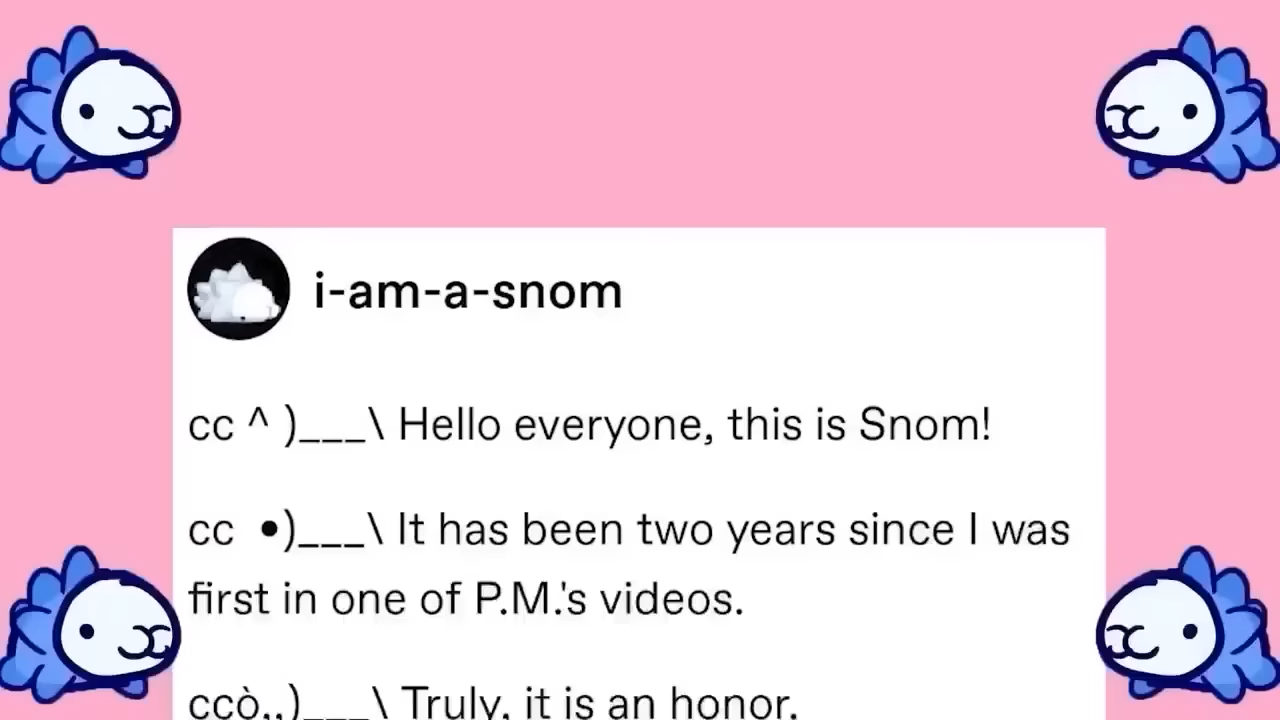 i-am-a-snom
cc ^ )___\ Hello everyone, this is Snom!
cc •)___\ It has been two years since I was
first in one of P.M.'s videos.
ccò,,)___\ Truly, it is an honor.